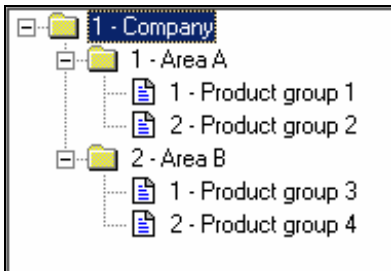 1 - Company
1 - Area A
1 - Product group 1
2 - Product group 2
2 - Area B
1 - Product group 3
2 - Product group 4